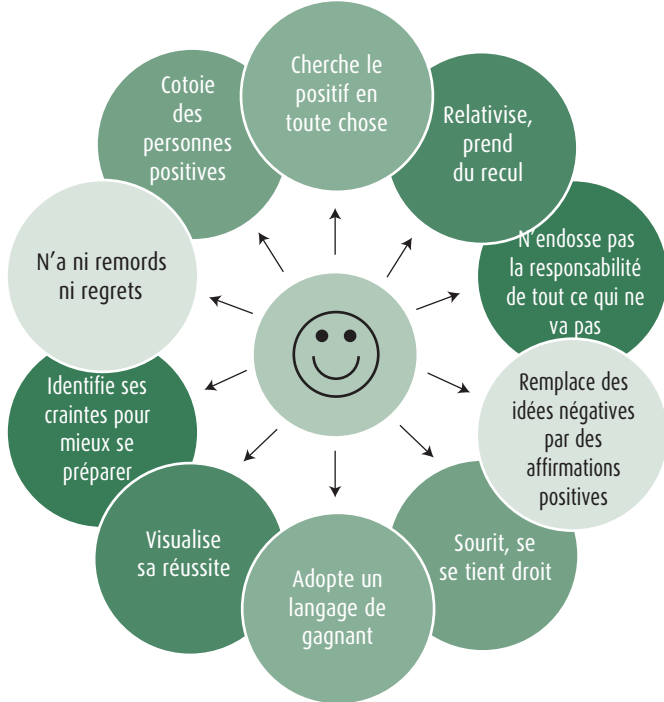 Cherche le
positif en
toute chose
Relativise,
prend
du recul
N'endosse pas
la responsabilité
de tout ce qui ne
va pas
Remplace des
idées négatives
par des
affirmations
positives
Sourit, se
se tient droit
Adopte un
langage de
gagnant
Visualise
sa réussite
Identifie ses
craintes pour
mieux se
préparer
N'a ni remords
ni regrets
Cotoie
des
personnes
positives